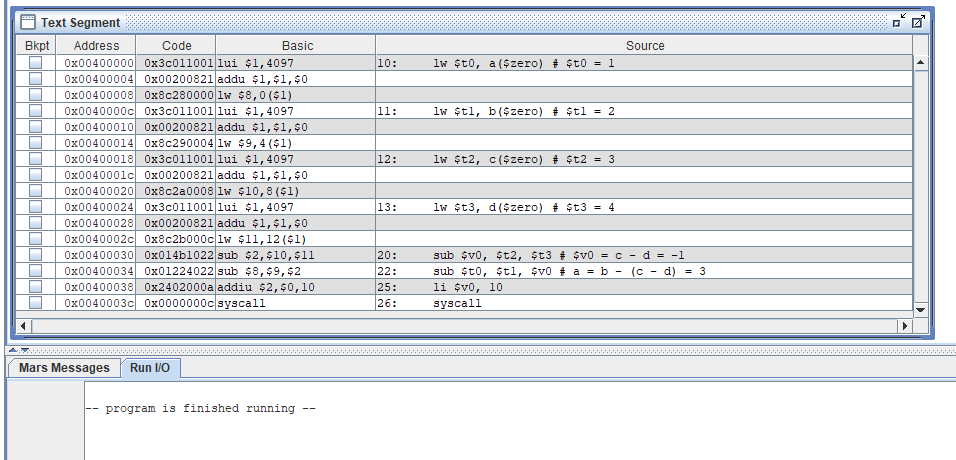 Text Segment
Bkpt Address Code Basic Source
0x00400000 0x3c011001 lui $1,4097 10: lw $t0, a($zero) # $t0 = 1
0x00400004 0x00200821 addu $1,$1,$0
0x00400008 0x8c280000 lw $8,0($1)
0x0040000c 0x3c011001 lui $1,4097 11: lw $t1, b($zero) # $t1 = 2
0x00400010 0x00200821 addu $1,$1,$0
0x00400014 0x8c290004 lw $9,4($1)
0x00400018 0x3c011001 lui $1,4097 12: lw $t2, c($zero) # $t2 = 3
0x0040001c 0x00200821 addu $1,$1,$0
0x00400020 0x8c2a0008 lw $10,8($1)
0x00400024 0x3c011001 lui $1,4097 13: lw $t3, d($zero) # $t3 = 4
0x00400028 0x00200821 addu $1,$1,$0
0x0040002c 0x8c2b000c lw $11,12($1)
0x00400030 0x014b1022 sub $2,$10,$11 20: sub $v0, $t2, $t3 # $v0 = c - d = -1
0x00400034 0x01224022 sub $8,$9,$2 22: sub $t0, $t1, $v0 # a = b - (c - d) = 3
0x00400038 0x2402000a addiu $2,$0,10 25: li $v0, 10
0x0040003c 0x0000000c syscall 26: syscall
Mars Messages Run I/O
-- program is finished running --